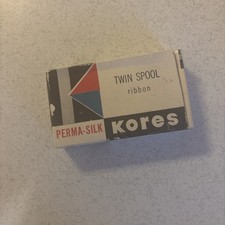 TWIN SPOOL
ribbon
PERMA-SILK
Kores